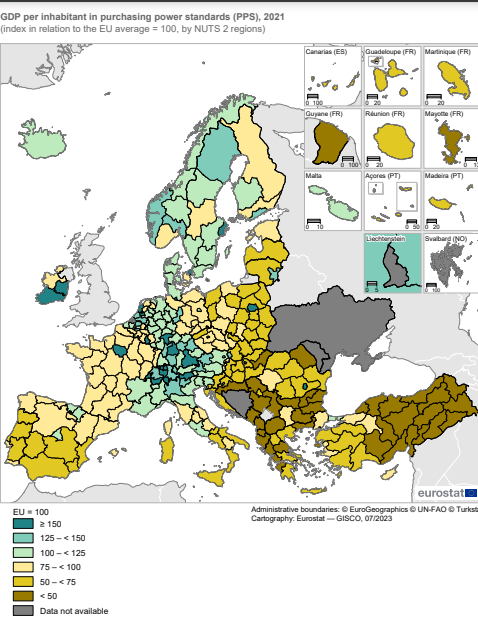 GDP per inhabitant in purchasing power standards (PPS), 2021
(index in relation to the EU average = 100, by NUTS 2 regions)
Canarias (ES)
0 100
Guadeloupe (FR)
0 20
Martinique (FR)
0 20
Guyane (FR)
0 100
Réunion (FR)
0 20
Mayotte (FR)
0 1
Malta
0 10
Açores (PT)
0 50
Madeira (PT)
0 20
Liechtenstein
0 5
Svalbard (NO)
0 100
eurostat
Administrative boundaries: © EuroGeographics © UN-FAO © Turkst
Cartography: Eurostat — GISCO, 07/2023
EU = 100
≥ 150
125 – < 150
100 – < 125
75 – < 100
50 – < 75
< 50
Data not available